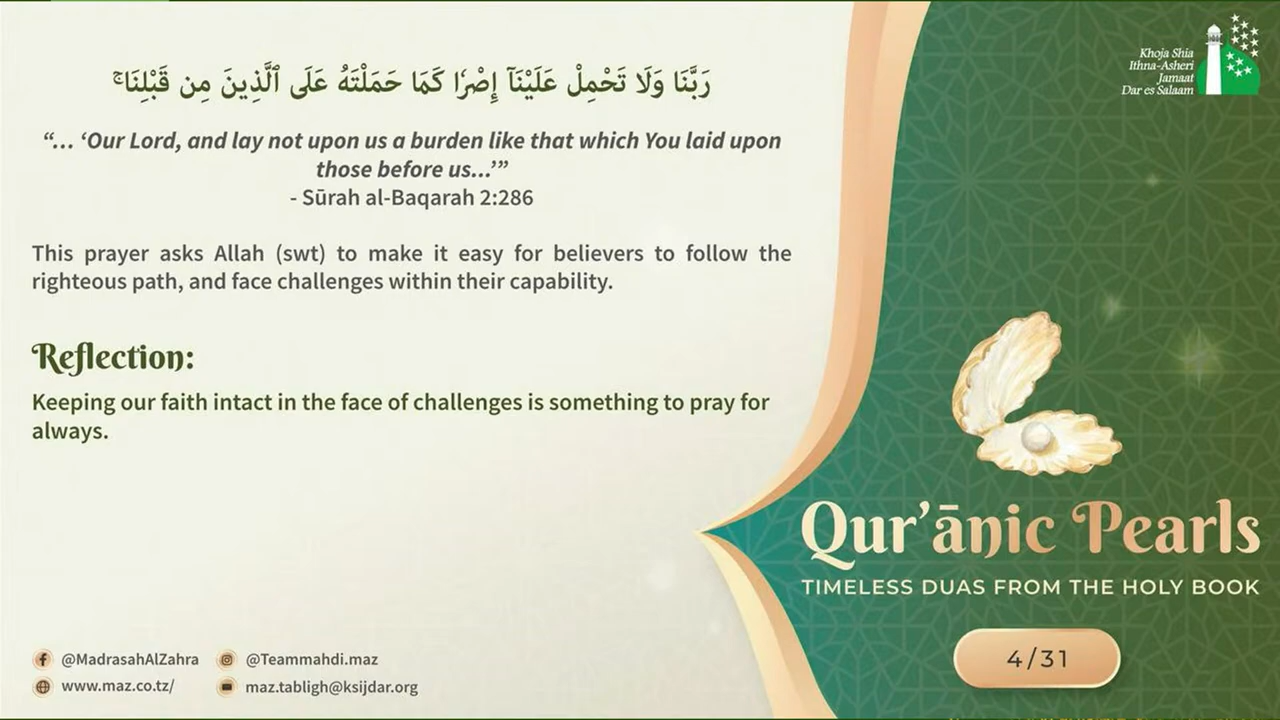 رَبَّنَا وَلَا تَحْمِلْ عَلَيْنَآ إِصْرًا كَمَا حَمَلْتَهُ عَلَى ٱلَّذِينَ مِن قَبْلِنَا ۚ
“... ‘Our Lord, and lay not upon us a burden like that which You laid upon
those before us...’”
- Sūrah al-Baqarah 2:286
This prayer asks Allah (swt) to make it easy for believers to follow the
righteous path, and face challenges within their capability.
Reflection:
Keeping our faith intact in the face of challenges is something to pray for
always.
@MadrasahAlZahra
@Teammahdi.maz
www.maz.co.tz/
maz.tabligh@ksijdar.org
Khoja Shia
Ithna-Asheri
Jamaat
Dar es Salaam
Qur’ānic Pearls
TIMELESS DUAS FROM THE HOLY BOOK
4/31